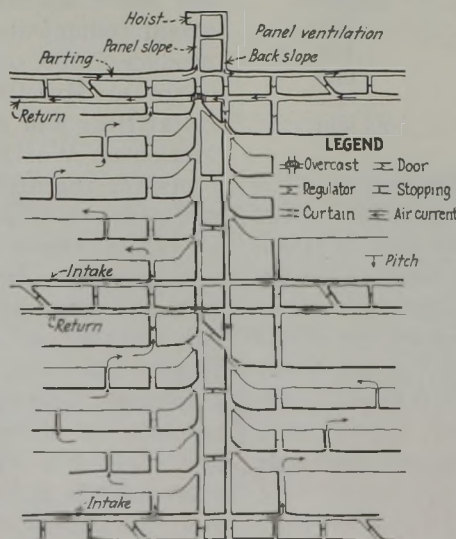 Hoist
Panel ventilation
Panel slope
Back slope
Parting
Return
LEGEND
Overcast Door
Regulator Stopping
Curtain Air current
Intake
Pitch
Return
Intake